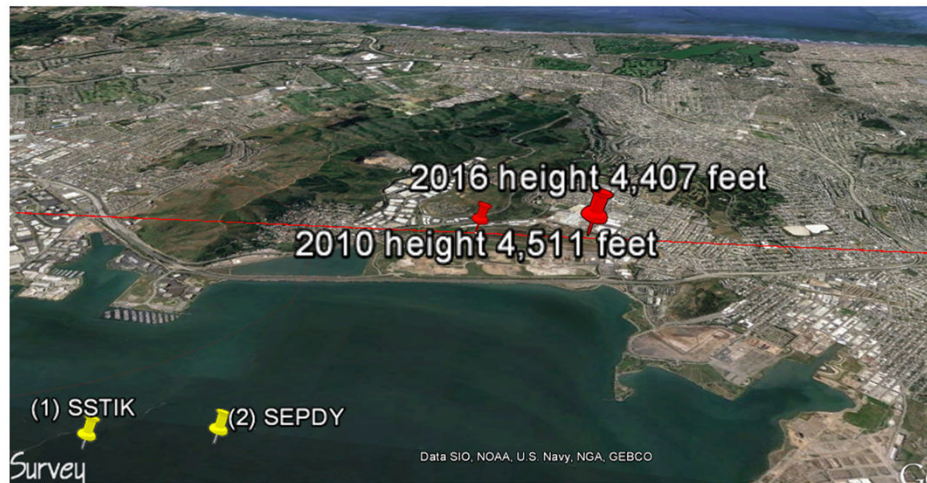 2016 height 4,407 feet
2010 height 4,511 feet
(1) SSTIK
(2) SEPDY
Data SIO, NOAA, U.S. Navy, NGA, GEBCO
Survey